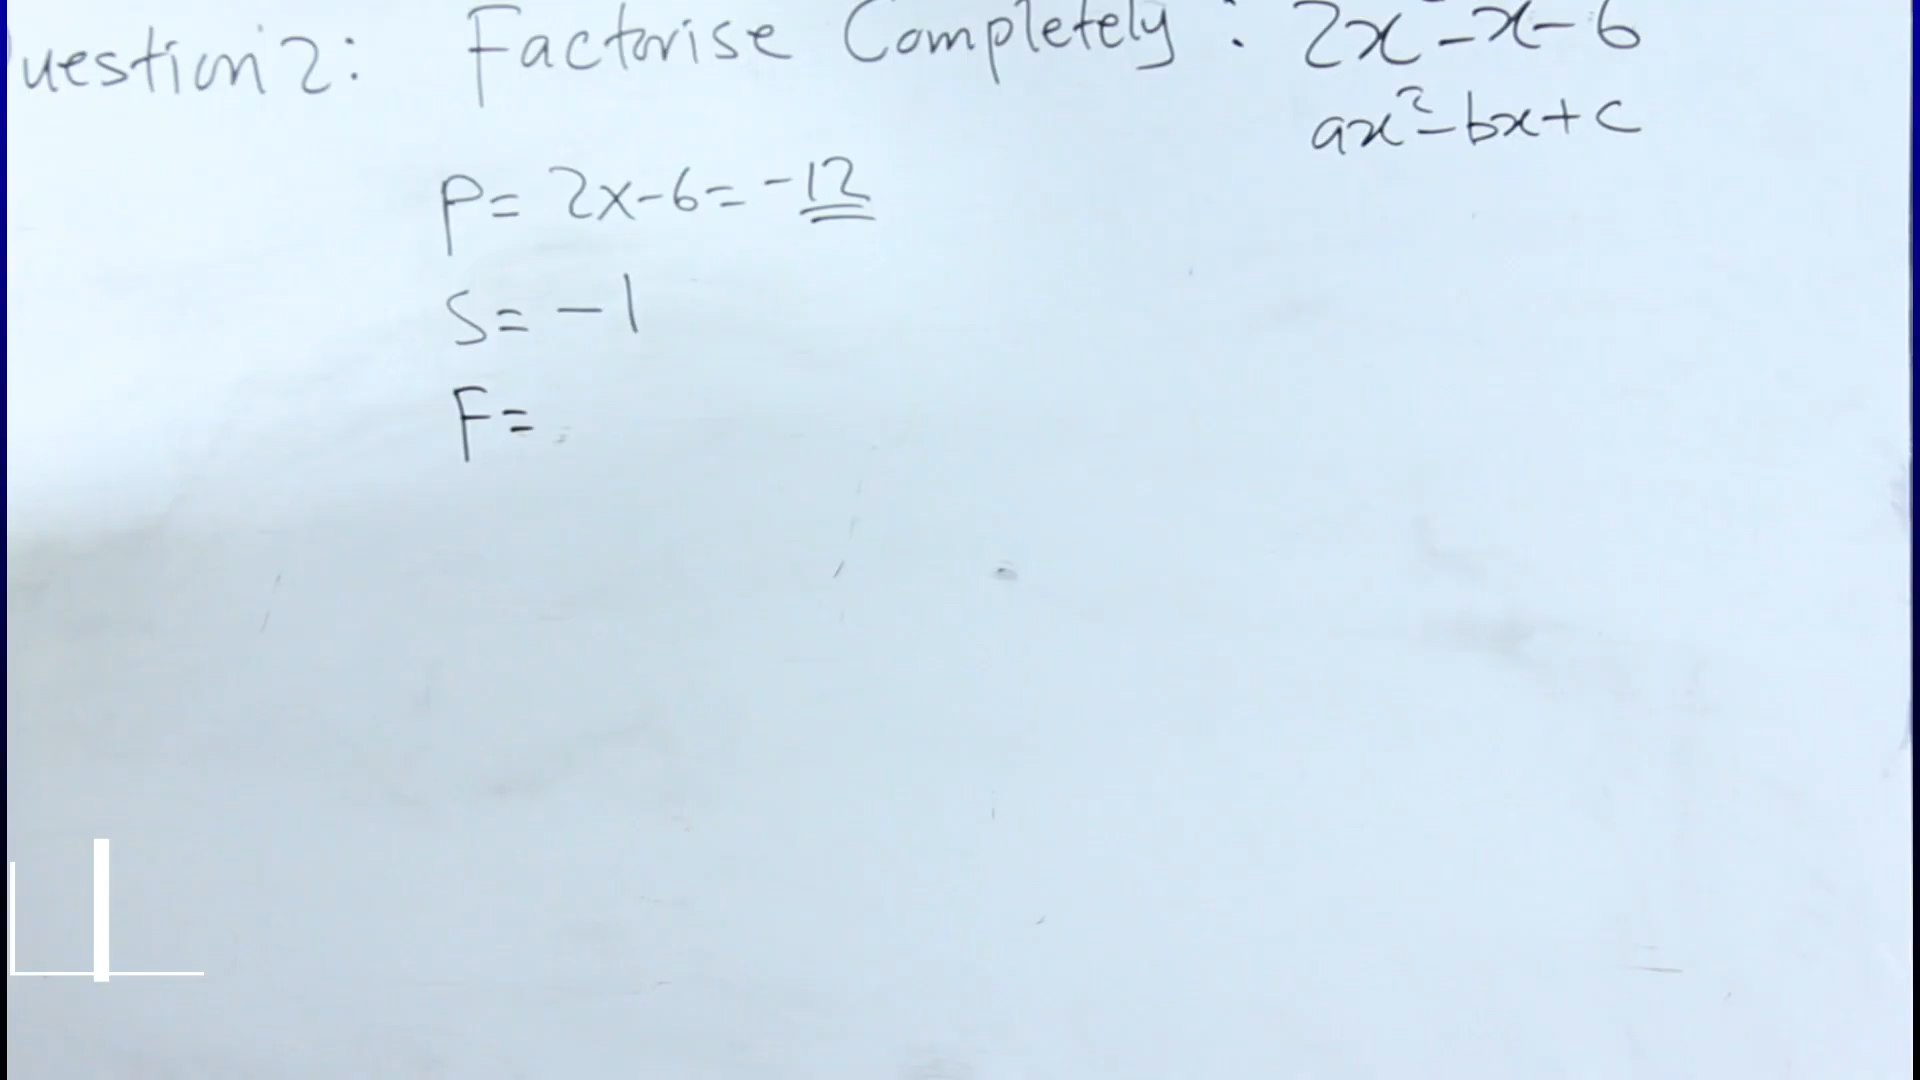 uestion 2: Factorise Completely : 2x²-x-6
ax²-bx+c
P= 2x-6= -12
S= -1
F=